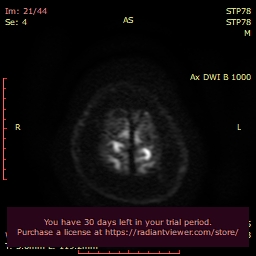 Im: 21/44
STP78
Se: 4
AS
STP78
M
Ax DWI B 1000
R
L
You have 30 days left in your trial period.
Purchase a license at https://radiantviewer.com/store/